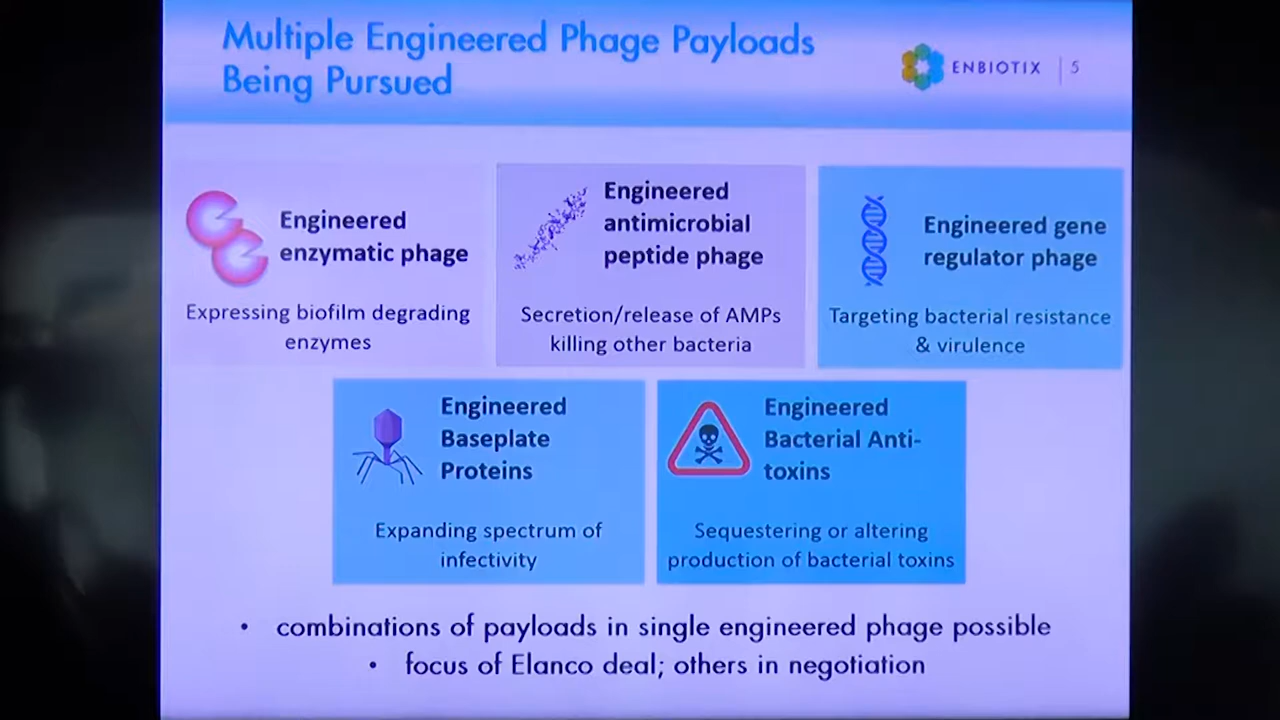 Multiple Engineered Phage Payloads
Being Pursued
ENBIOTIX | 5
Engineered
enzymatic phage
Expressing biofilm degrading
enzymes
Engineered
antimicrobial
peptide phage
Secretion/release of AMPs
killing other bacteria
Engineered gene
regulator phage
Targeting bacterial resistance
& virulence
Engineered
Baseplate
Proteins
Expanding spectrum of
infectivity
Engineered
Bacterial Anti-
toxins
Sequestering or altering
production of bacterial toxins
• combinations of payloads in single engineered phage possible
• focus of Elanco deal; others in negotiation